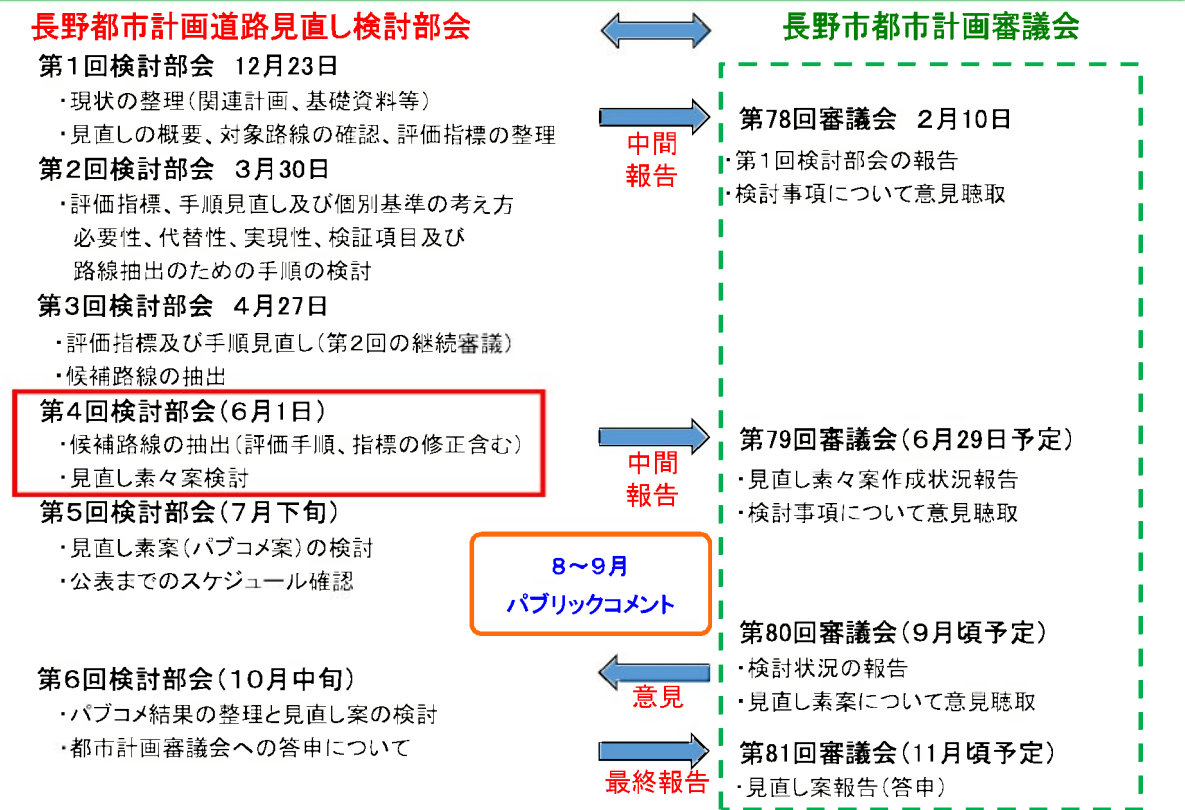 長野都市計画道路見直し検討部会
第1回検討部会　12月23日
・現状の整理(関連計画、基礎資料等)
・見直しの概要、対象路線の確認、評価指標の整理
第2回検討部会　3月30日
・評価指標、手順見直し及び個別基準の考え方
必要性、代替性、実現性、検証項目及び
路線抽出のための手順の検討
第3回検討部会　4月27日
・評価指標及び手順見直し(第2回の継続審議)
・候補路線の抽出
第4回検討部会(6月1日)
・候補路線の抽出(評価手順、指標の修正含む)
・見直し素々案検討
第5回検討部会(7月下旬)
・見直し素案(パブコメ案)の検討
・公表までのスケジュール確認
第6回検討部会(10月中旬)
・パブコメ結果の整理と見直し案の検討
・都市計画審議会への答申について
中間
報告
中間
報告
8～9月
パブリックコメント
意見
最終報告
長野市都市計画審議会
第78回審議会　2月10日
・第1回検討部会の報告
・検討事項について意見聴取
第79回審議会(6月29日予定)
・見直し素々案作成状況報告
・検討事項について意見聴取
第80回審議会(9月頃予定)
・検討状況の報告
・見直し素案について意見聴取
第81回審議会(11月頃予定)
・見直し案報告(答申)